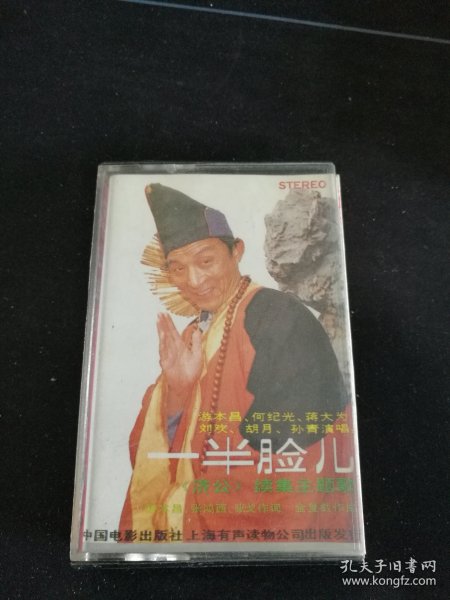 STEREO
游本昌、何纪光、蒋大为
刘欢、胡月、孙青演唱
一半脸儿
《济公》续集主题歌
中国电影出版社 上海有声读物公司出版发
孔夫子旧书网
www.kongfz.com